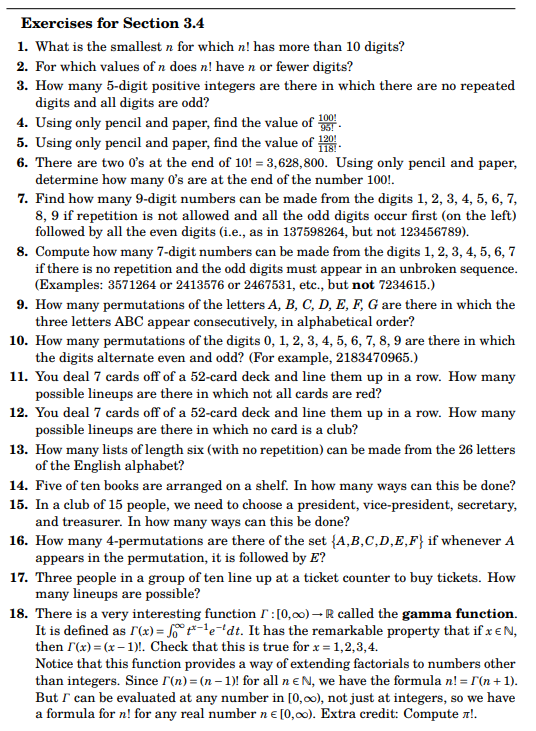 Exercises for Section 3.4
1. What is the smallest n for which n! has more than 10 digits?
2. For which values of n does n! have n or fewer digits?
3. How many 5-digit positive integers are there in which there are no repeated
digits and all digits are odd?
4. Using only pencil and paper, find the value of 100!/95!.
5. Using only pencil and paper, find the value of 120!/118!.
6. There are two 0's at the end of 10! = 3,628,800. Using only pencil and paper,
determine how many 0's are at the end of the number 100!.
7. Find how many 9-digit numbers can be made from the digits 1, 2, 3, 4, 5, 6, 7,
8, 9 if repetition is not allowed and all the odd digits occur first (on the left)
followed by all the even digits (i.e., as in 137598264, but not 123456789).
8. Compute how many 7-digit numbers can be made from the digits 1, 2, 3, 4, 5, 6, 7
if there is no repetition and the odd digits must appear in an unbroken sequence.
(Examples: 3571264 or 2413576 or 2467531, etc., but not 7234615.)
9. How many permutations of the letters A, B, C, D, E, F, G are there in which the
three letters ABC appear consecutively, in alphabetical order?
10. How many permutations of the digits 0, 1, 2, 3, 4, 5, 6, 7, 8, 9 are there in which
the digits alternate even and odd? (For example, 2183470965.)
11. You deal 7 cards off of a 52-card deck and line them up in a row. How many
possible lineups are there in which not all cards are red?
12. You deal 7 cards off of a 52-card deck and line them up in a row. How many
possible lineups are there in which no card is a club?
13. How many lists of length six (with no repetition) can be made from the 26 letters
of the English alphabet?
14. Five of ten books are arranged on a shelf. In how many ways can this be done?
15. In a club of 15 people, we need to choose a president, vice-president, secretary,
and treasurer. In how many ways can this be done?
16. How many 4-permutations are there of the set {A,B,C,D,E,F} if whenever A
appears in the permutation, it is followed by E?
17. Three people in a group of ten line up at a ticket counter to buy tickets. How
many lineups are possible?
18. There is a very interesting function Γ : [0,∞) → ℝ called the gamma function.
It is defined as Γ(x) = ∫₀^∞ t^(x−1) e^(−t) dt. It has the remarkable property that if x ∈ ℕ,
then Γ(x) = (x − 1)!. Check that this is true for x = 1,2,3,4.
Notice that this function provides a way of extending factorials to numbers other
than integers. Since Γ(n) = (n − 1)! for all n ∈ ℕ, we have the formula n! = Γ(n + 1).
But Γ can be evaluated at any number in [0,∞), not just at integers, so we have
a formula for n! for any real number n ∈ [0,∞). Extra credit: Compute π!.